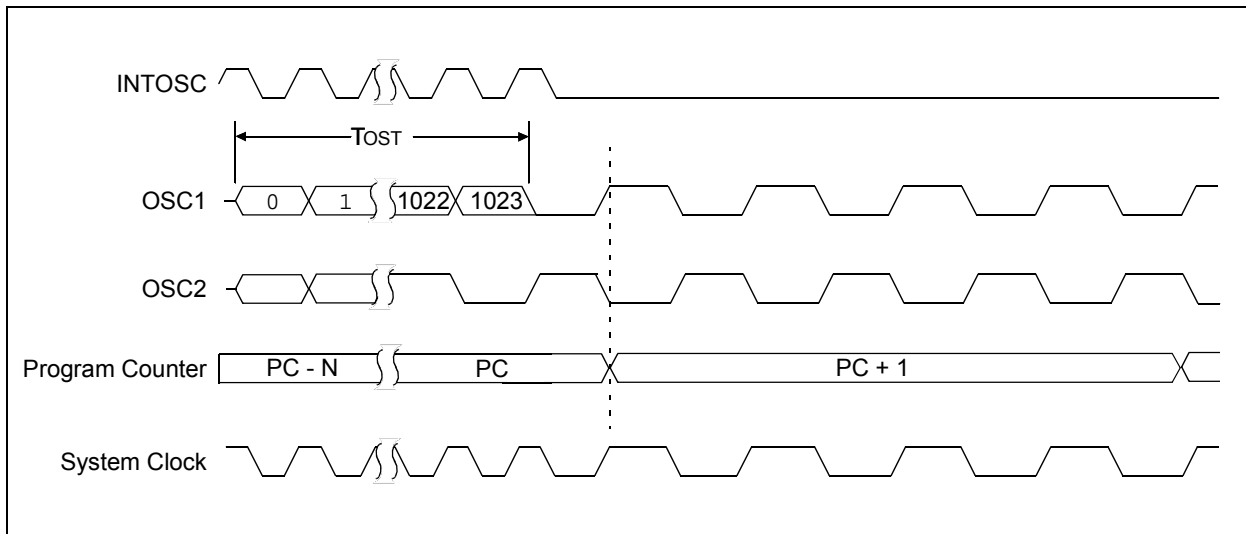 INTOSC
TOST
OSC1 0 1 1022 1023
OSC2
Program Counter PC - N PC PC + 1
System Clock